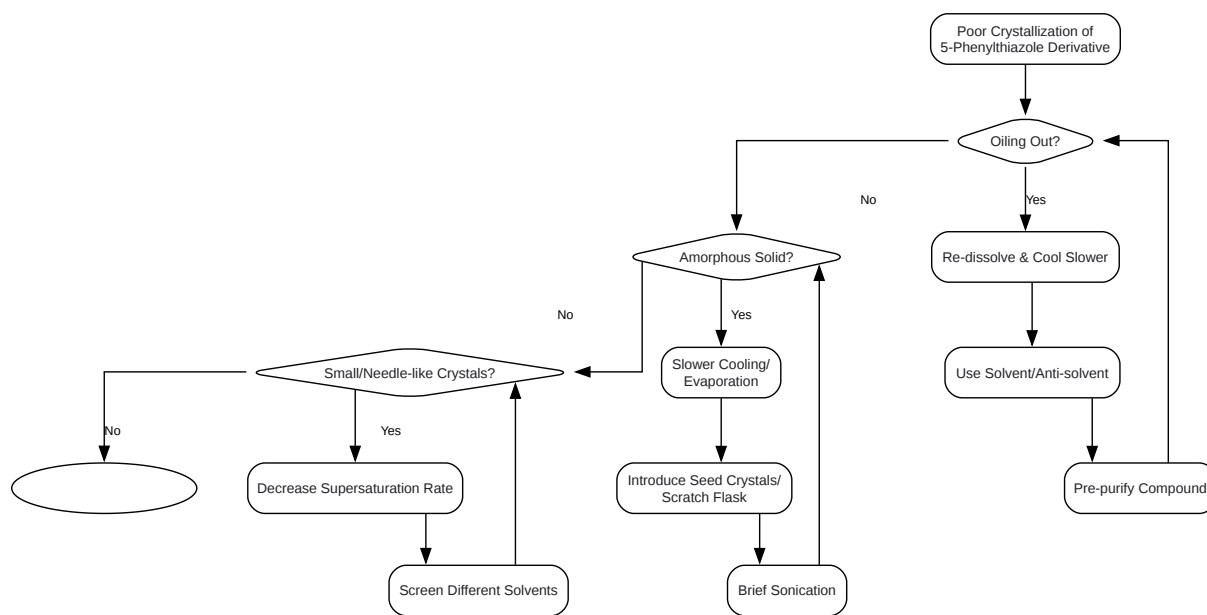 Poor Crystallization of
5-Phenylthiazole Derivative
Oiling Out?
No
Yes
Amorphous Solid?
Re-dissolve & Cool Slower
No
Yes
Small/Needle-like Crystals?
Slower Cooling/
Evaporation
Use Solvent/Anti-solvent
No
Yes
Decrease Supersaturation Rate
Introduce Seed Crystals/
Scratch Flask
Pre-purify Compound
Screen Different Solvents
Brief Sonication